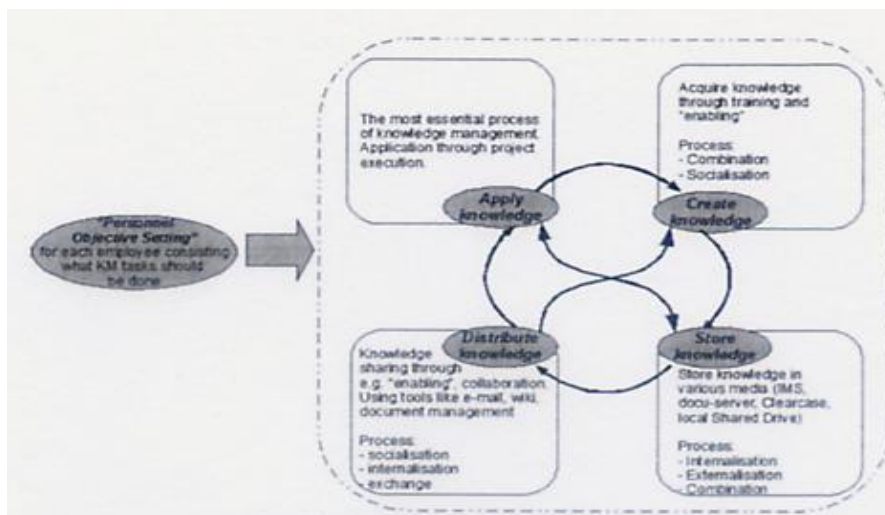 "Personnel
Objective Setting"
for each employee consisting
what KM tasks should
be done
The most essential process
of knowledge management.
Application through project
execution.
Apply
knowledge
Acquire knowledge
through training and
"enabling"
Process:
- Combination
- Socialisation
Create
knowledge
Distribute
knowledge
Knowledge
sharing through
e.g. "enabling", collaboration.
Using tools like e-mail, wiki,
document management
Process:
- socialisation
- internalisation
- exchange
Store
knowledge
Store knowledge in
various media (IMS,
docu-server, Clearcase,
local Shared Drive)
Process:
- Internalisation
- Externalisation
- Combination